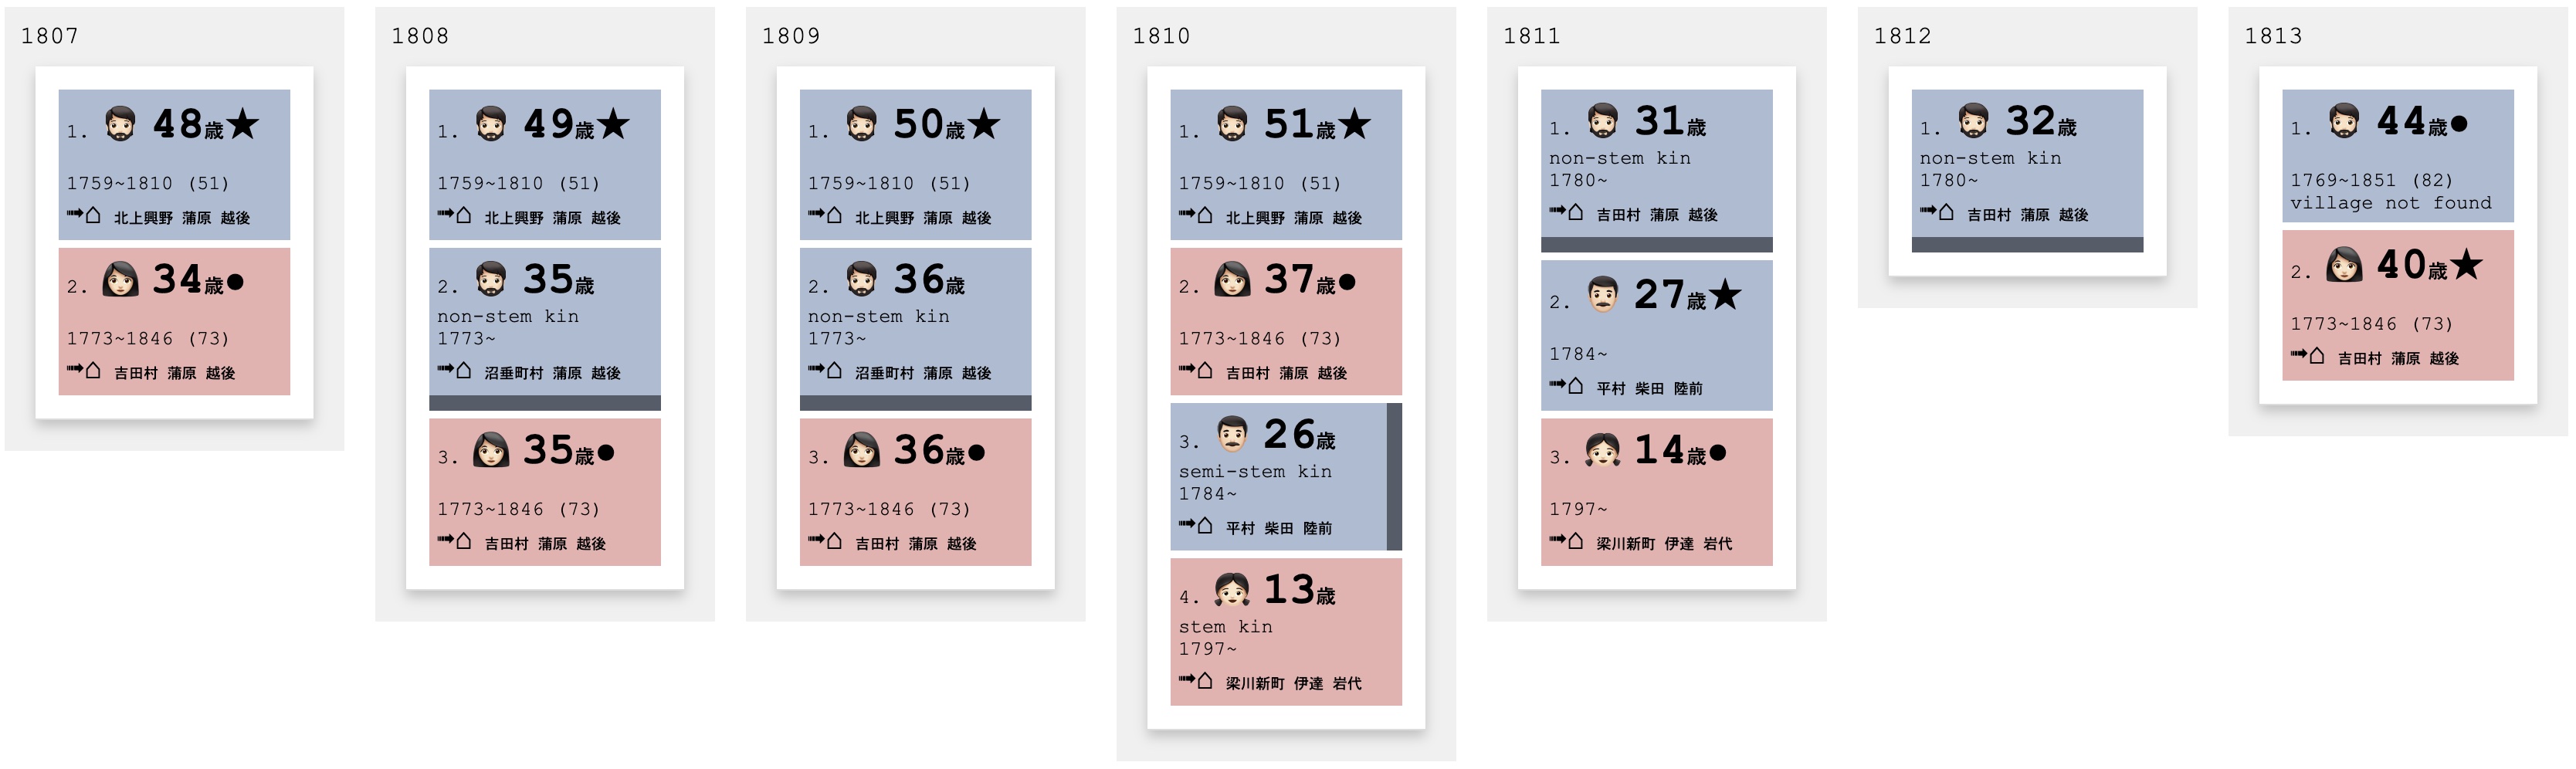 1807
1. 48歳★
1759~1810 (51)
北上興野 蒲原 越後
2. 34歳●
1773~1846 (73)
吉田村 蒲原 越後
1808
1. 49歳★
1759~1810 (51)
北上興野 蒲原 越後
2. 35歳
non-stem kin
1773~
沼垂町村 蒲原 越後
3. 35歳●
1773~1846 (73)
吉田村 蒲原 越後
1809
1. 50歳★
1759~1810 (51)
北上興野 蒲原 越後
2. 36歳
non-stem kin
1773~
沼垂町村 蒲原 越後
3. 36歳●
1773~1846 (73)
吉田村 蒲原 越後
1810
1. 51歳★
1759~1810 (51)
北上興野 蒲原 越後
2. 37歳●
1773~1846 (73)
吉田村 蒲原 越後
3. 26歳
semi-stem kin
1784~
平村 柴田 陸前
4. 13歳
stem kin
1797~
梁川新町 伊達 岩代
1811
1. 31歳
non-stem kin
1780~
吉田村 蒲原 越後
2. 27歳★
1784~
平村 柴田 陸前
3. 14歳●
1797~
梁川新町 伊達 岩代
1812
1. 32歳
non-stem kin
1780~
吉田村 蒲原 越後
1813
1. 44歳●
1769~1851 (82)
village not found
2. 40歳★
1773~1846 (73)
吉田村 蒲原 越後